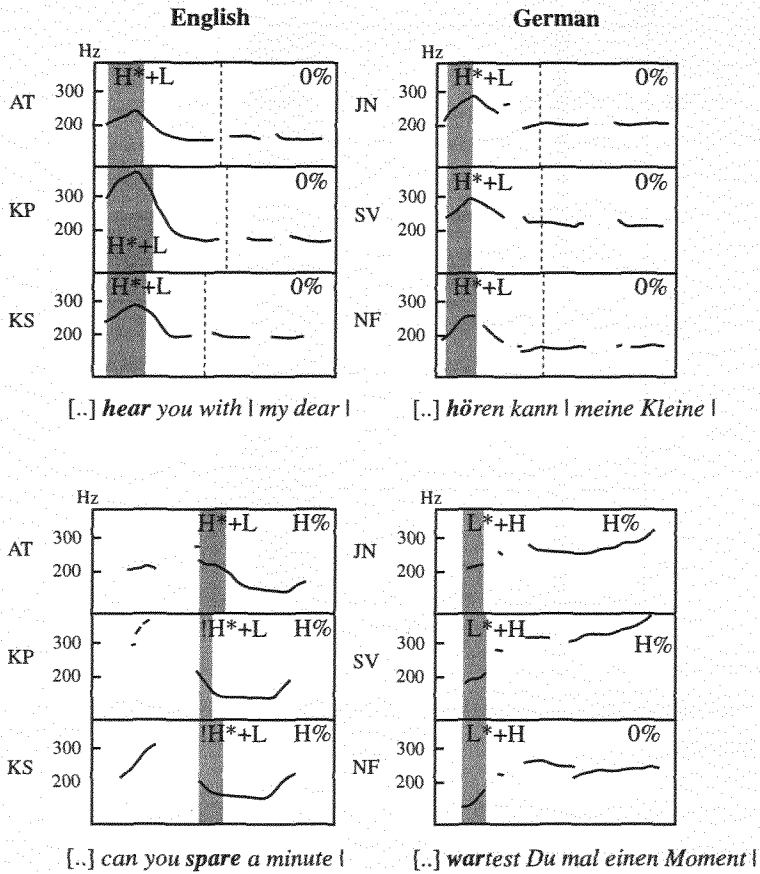 English German
Hz
AT 300 200 H*+L 0% JN H*+L 0%
KP 300 200 H*+L 0% SV 300 200 H*+L 0%
KS 300 200 H*+L 0% NF 300 200 H*+L 0%
[..] hear you with | my dear | [..] hören kann | meine Kleine |
Hz Hz
AT 300 200 H*+L H% JN 300 200 L*+H H%
KP 300 200 !H*+L H% SV 300 200 L*+H H%
KS 300 200 !H*+L H% NF 300 200 L*+H 0%
[..] can you spare a minute | [..] wartest Du mal einen Moment |